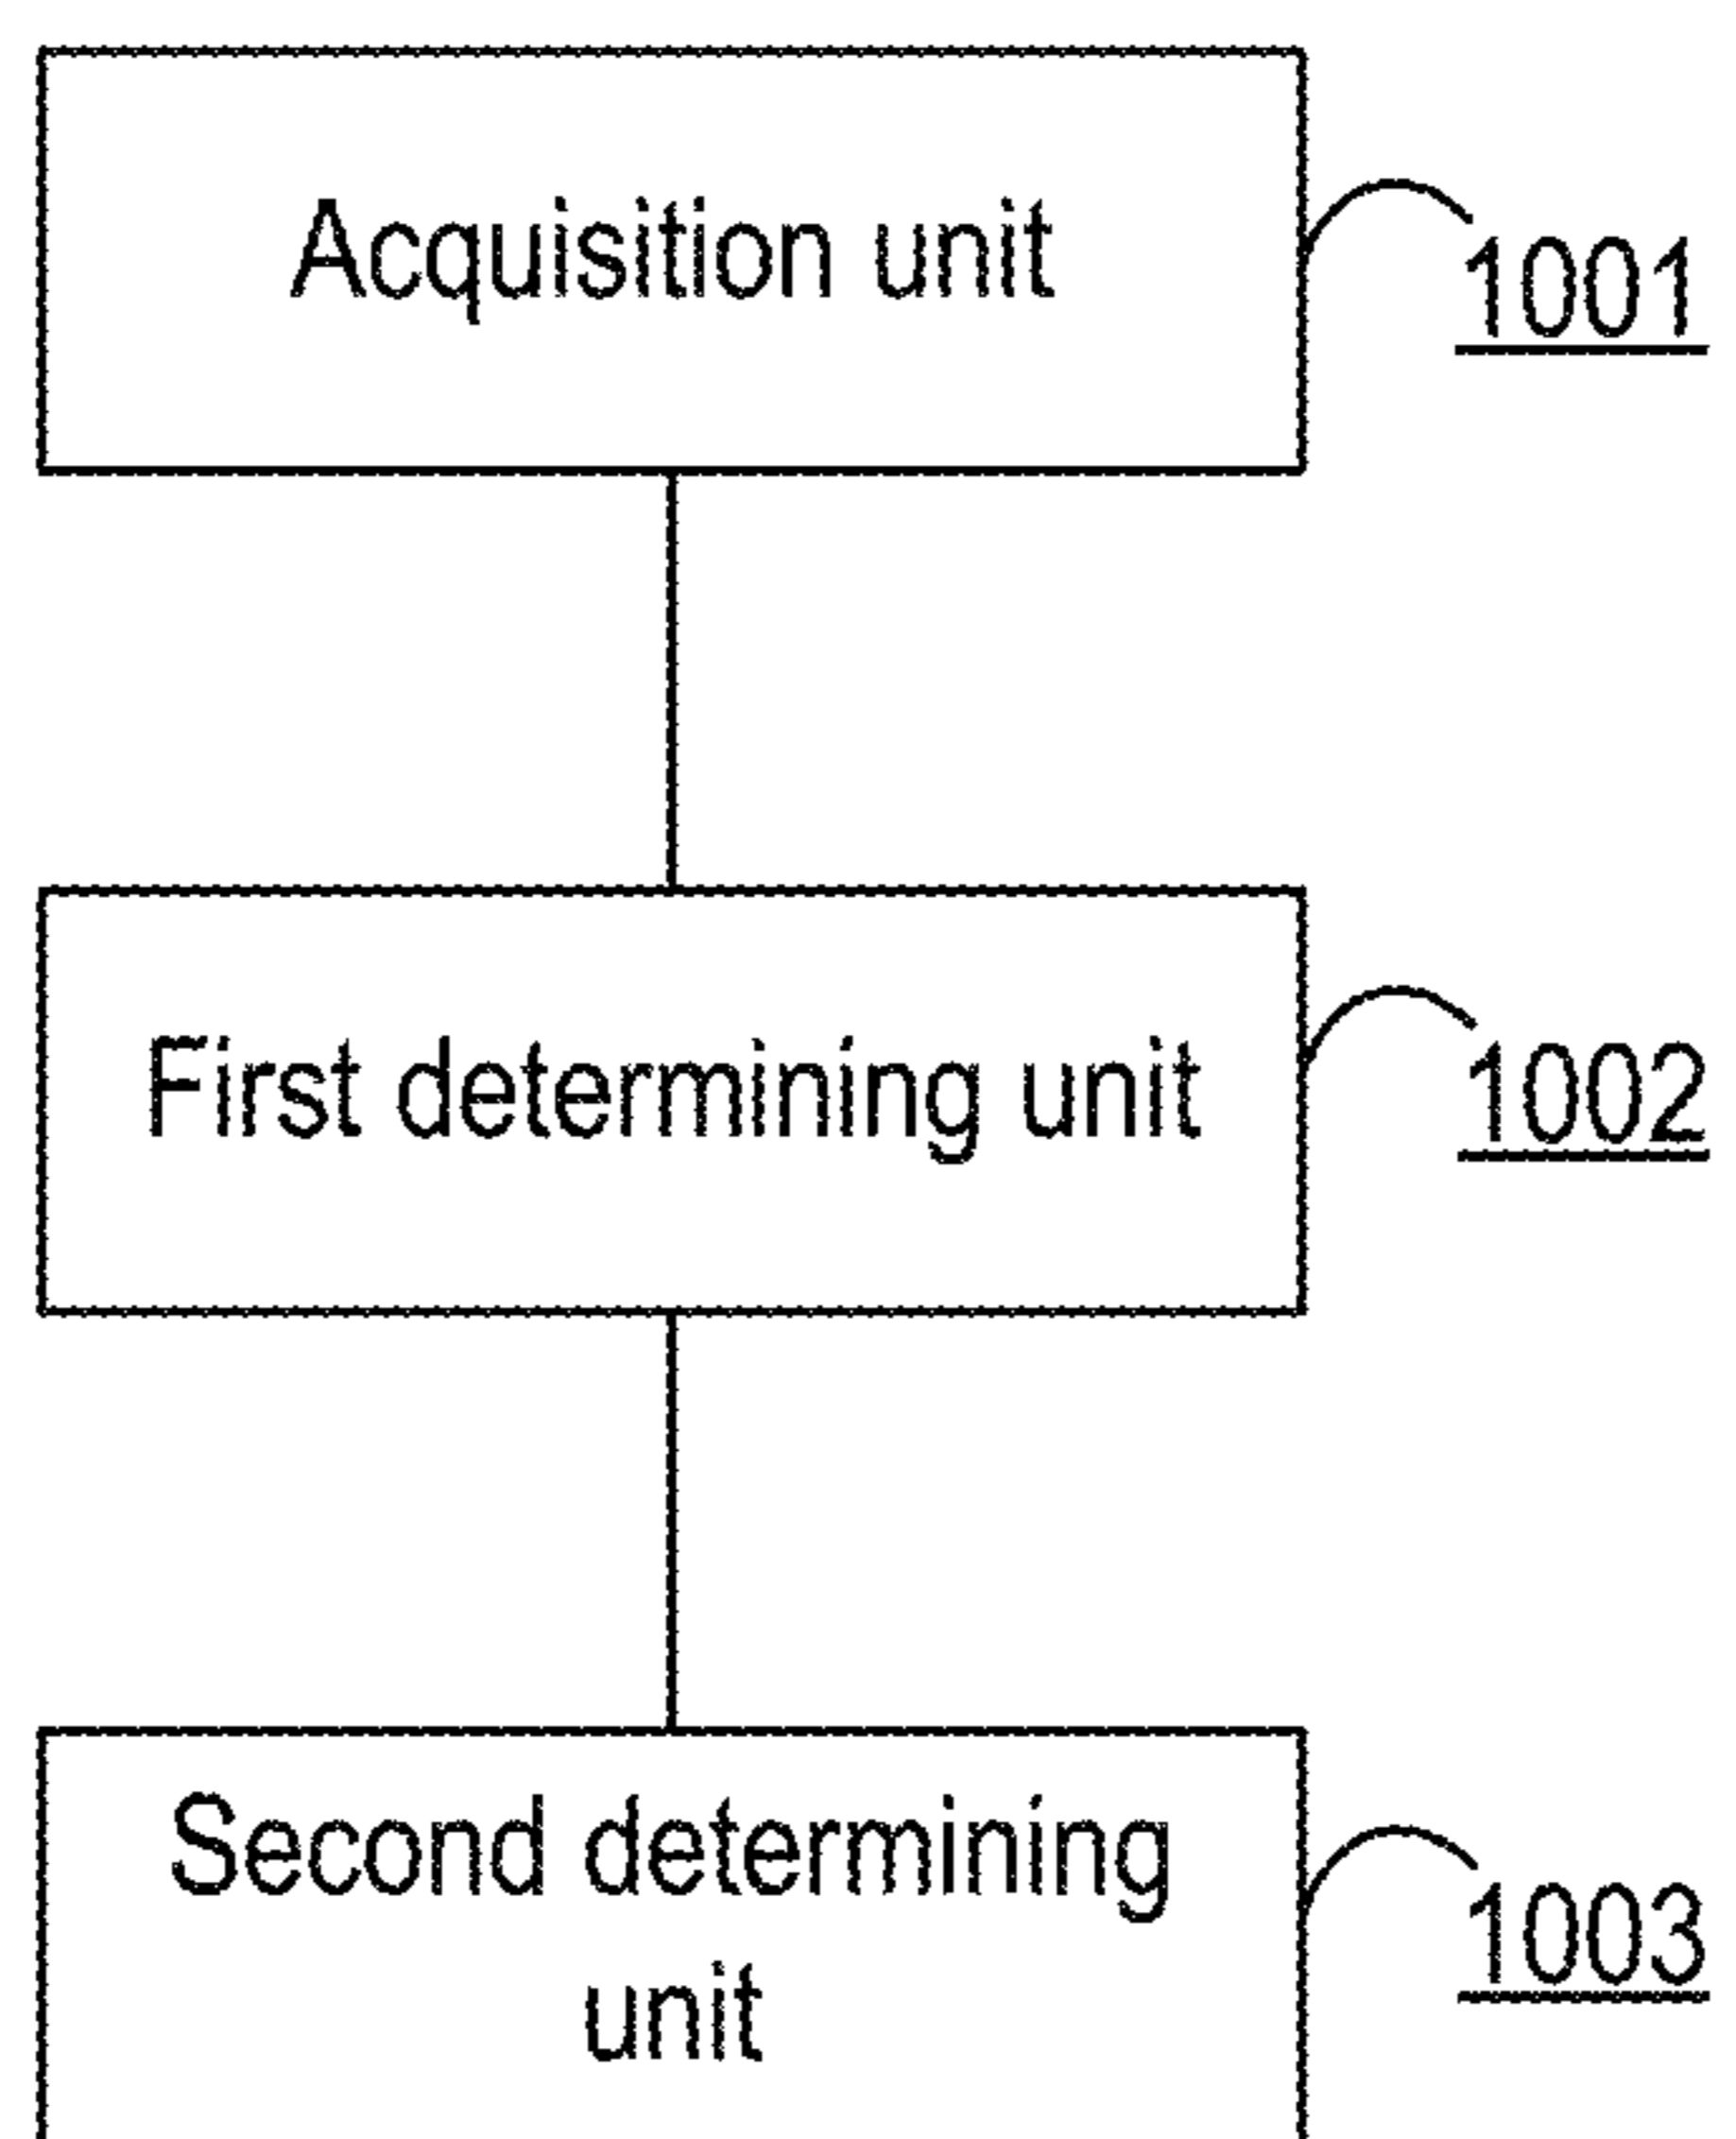 Acquisition unit
1001
First determining unit
1002
Second determining
unit
1003